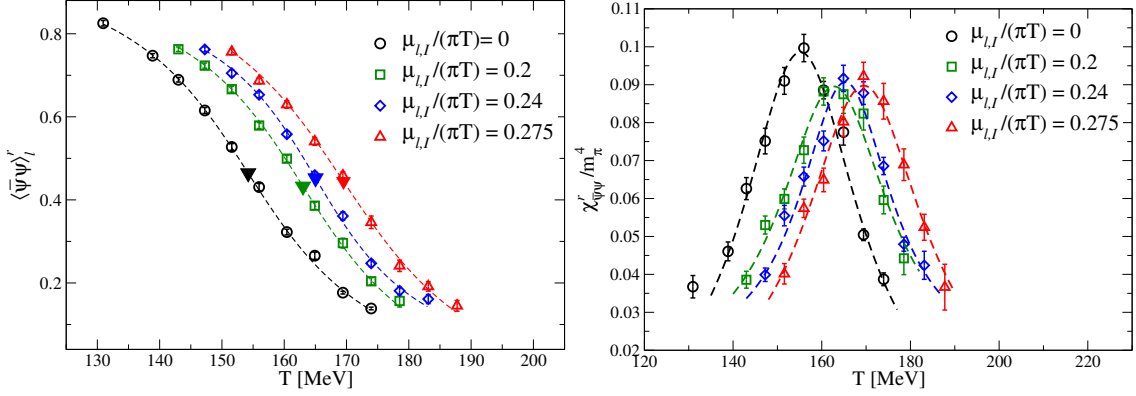 0.8
0.6
0.4
0.2
⟨ψ̄ψ⟩ᵣₗ
130 140 150 160 170 180 190 200
T [MeV]
μ_{l,I}/(πT)= 0
μ_{l,I}/(πT) = 0.2
μ_{l,I}/(πT) = 0.24
μ_{l,I}/(πT) = 0.275
0.11
0.1
0.09
0.08
0.07
0.06
0.05
0.04
0.03
0.02
χ^r_{ψ̄ψ}/m_π^4
120 140 160 180 200 220
T [MeV]
μ_{l,I}/(πT) = 0
μ_{l,I}/(πT) = 0.2
μ_{l,I}/(πT) = 0.24
μ_{l,I}/(πT) = 0.275